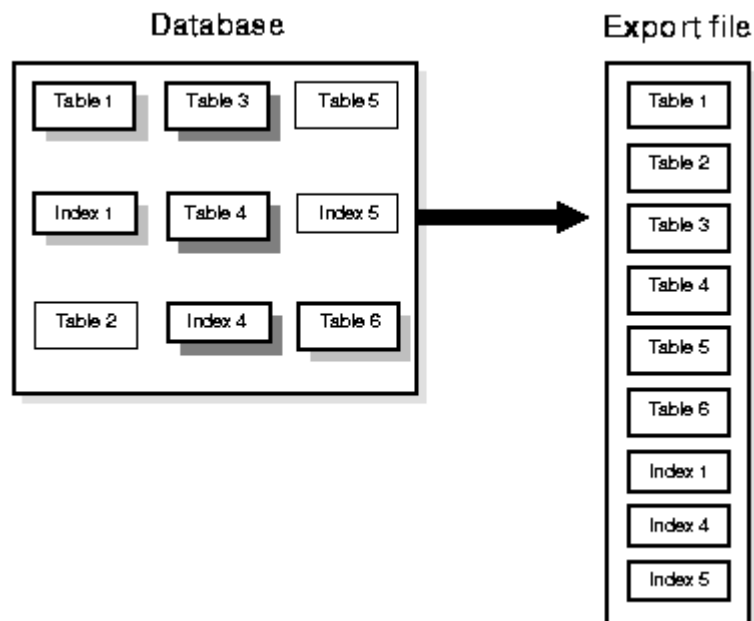 Database
Export file
Table 1
Table 3
Table 5
Index 1
Table 4
Index 5
Table 2
Index 4
Table 6
Table 1
Table 2
Table 3
Table 4
Table 5
Table 6
Index 1
Index 4
Index 5